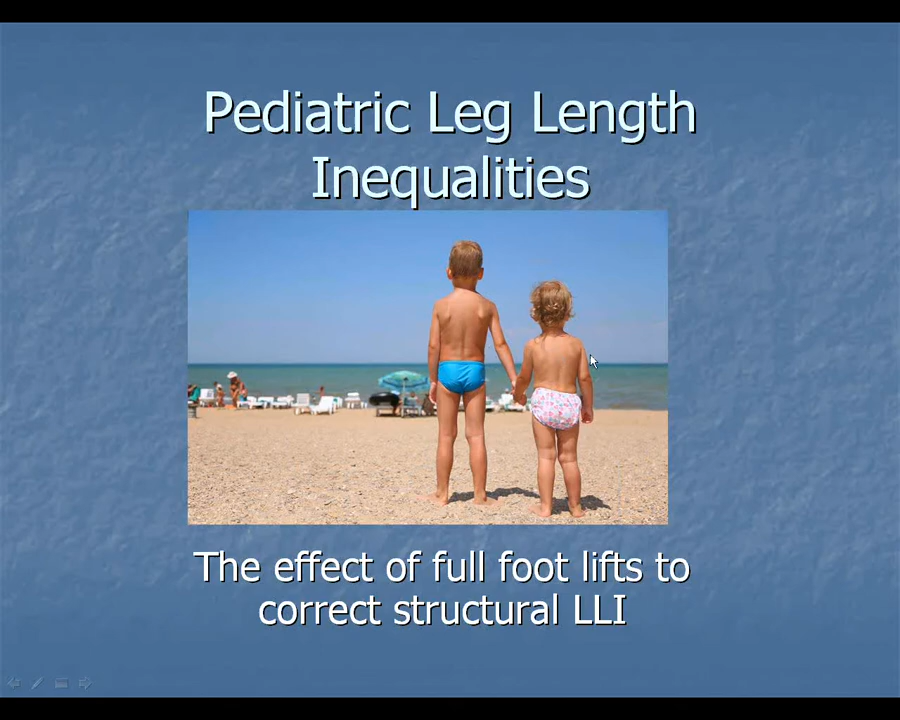 Pediatric Leg Length
Inequalities
The effect of full foot lifts to
correct structural LLI